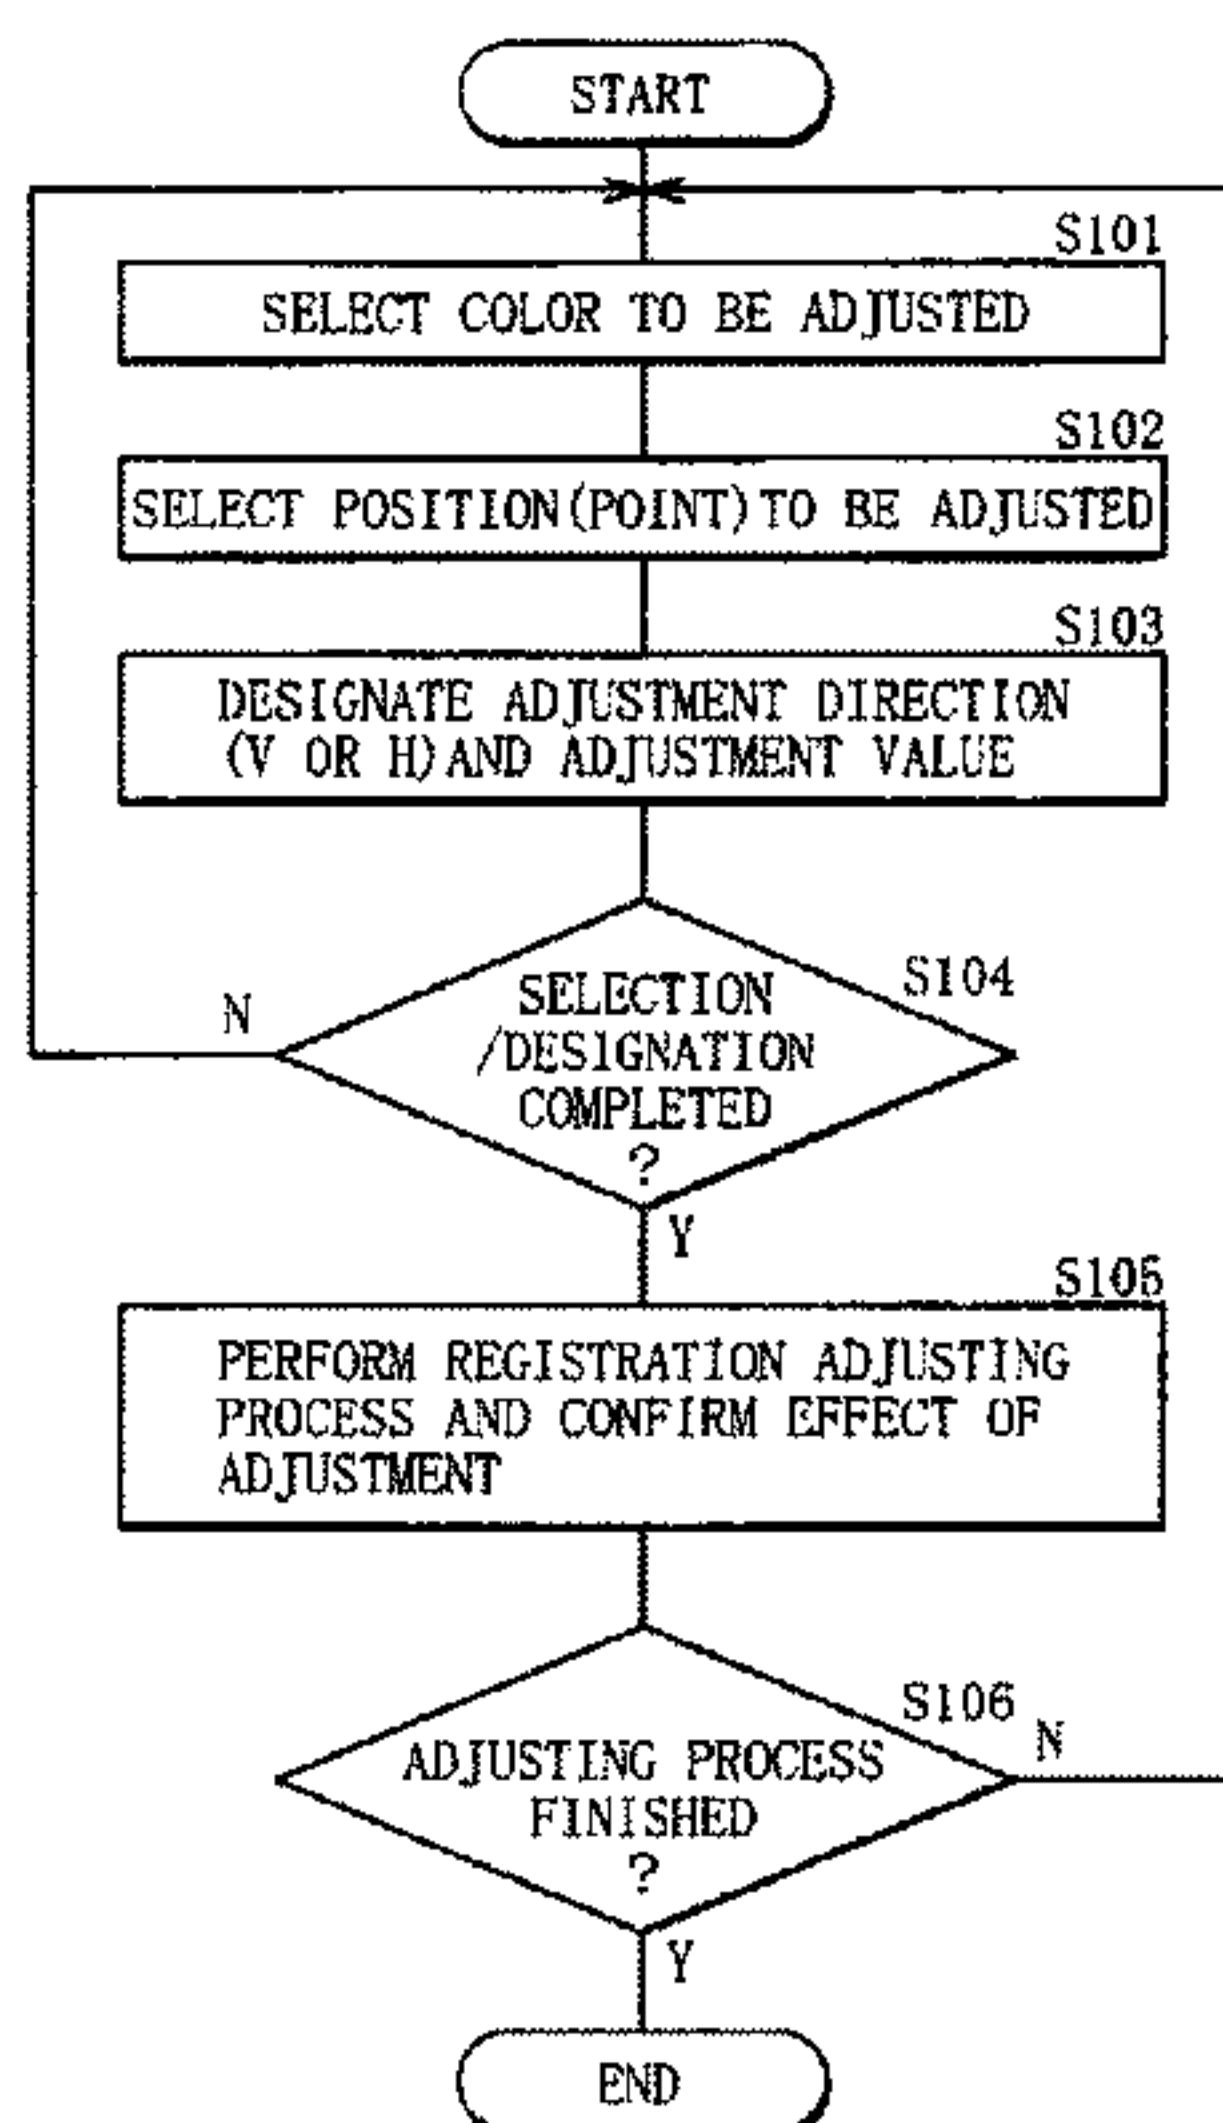 START
S101
SELECT COLOR TO BE ADJUSTED
S102
SELECT POSITION(POINT)TO BE ADJUSTED
S103
DESIGNATE ADJUSTMENT DIRECTION
(V OR H)AND ADJUSTMENT VALUE
S104
SELECTION
/DESIGNATION
COMPLETED
?
N
Y
S105
PERFORM REGISTRATION ADJUSTING
PROCESS AND CONFIRM EFFECT OF
ADJUSTMENT
S106
ADJUSTING PROCESS
FINISHED
?
N
Y
END